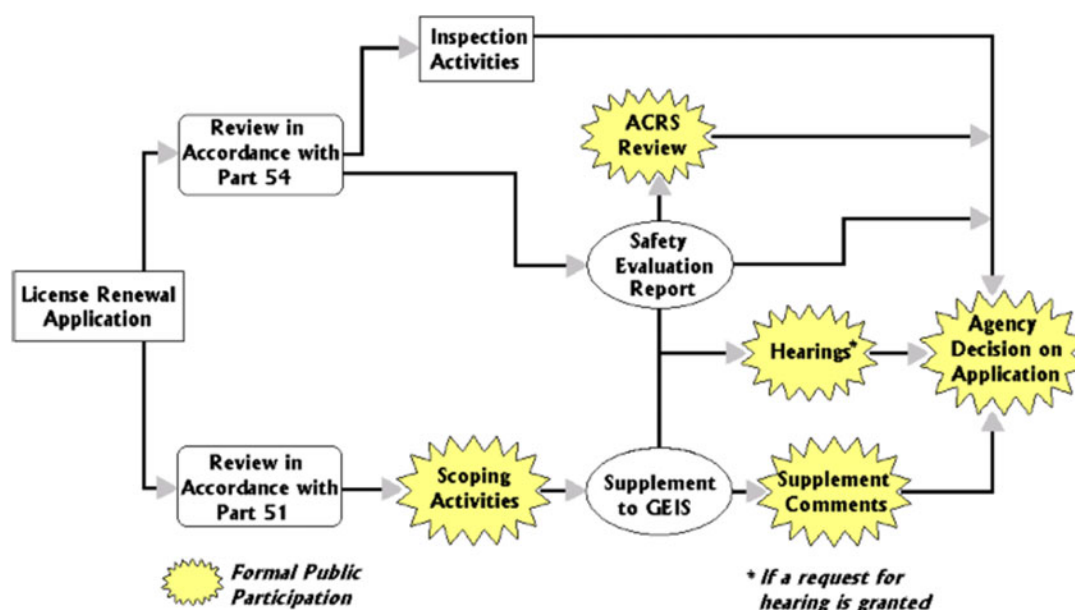 Inspection
Activities
ACRS
Review
Review in
Accordance with
Part 54
Safety
Evaluation
Report
License Renewal
Application
Hearings*
Agency
Decision on
Application
Review in
Accordance with
Part 51
Scoping
Activities
Supplement
to GEIS
Supplement
Comments
Formal Public
Participation
* If a request for
hearing is granted